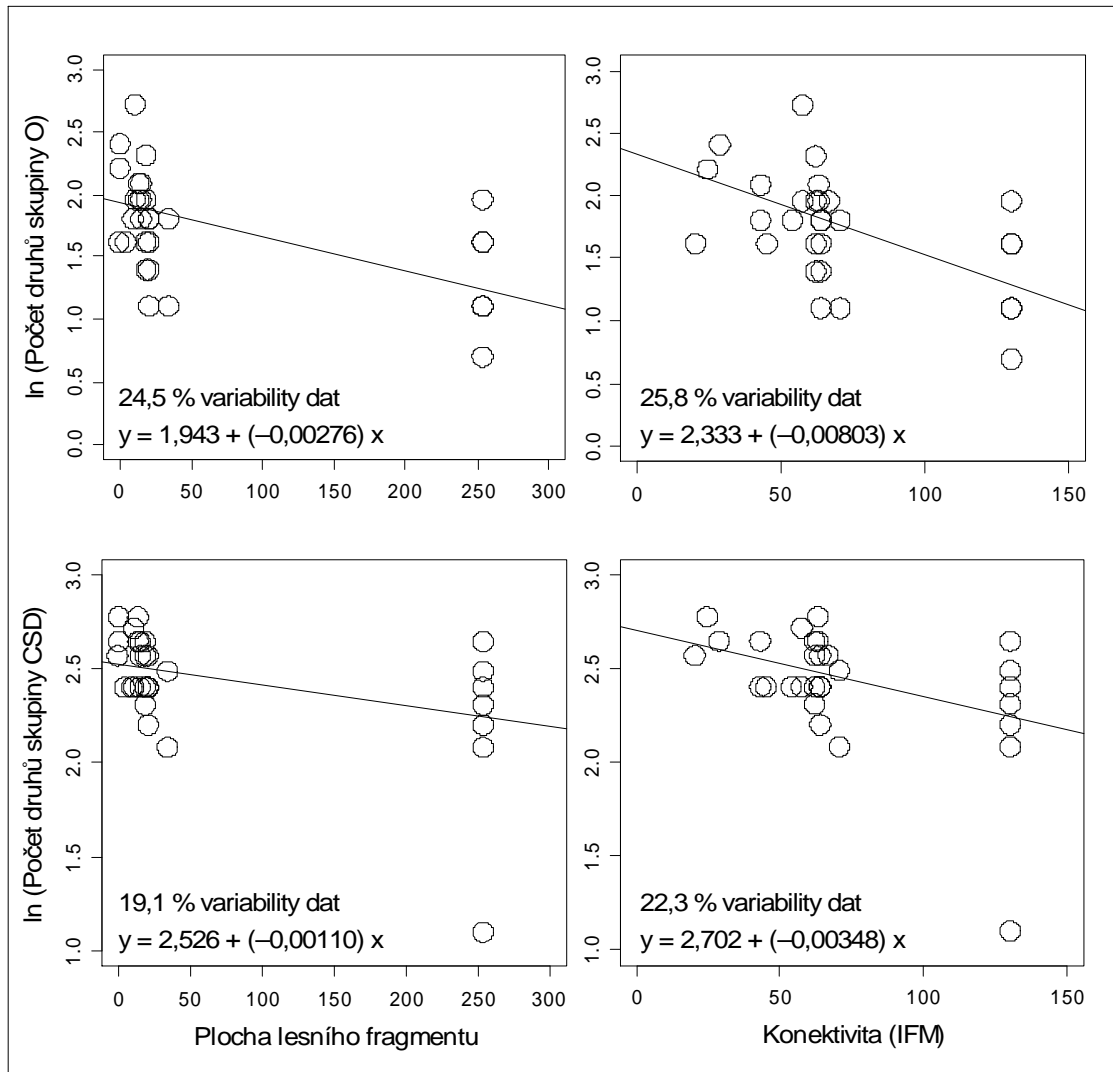 ln (Počet druhů skupiny O)
0.0 0.5 1.0 1.5 2.0 2.5 3.0
24,5 % variability dat
y = 1,943 + (–0,00276) x
0 50 100 150 200 250 300
0.0 0.5 1.0 1.5 2.0 2.5 3.0
25,8 % variability dat
y = 2,333 + (–0,00803) x
0 50 100 150
ln (Počet druhů skupiny CSD)
1.0 1.5 2.0 2.5 3.0
19,1 % variability dat
y = 2,526 + (–0,00110) x
0 50 100 150 200 250 300
Plocha lesního fragmentu
1.0 1.5 2.0 2.5 3.0
22,3 % variability dat
y = 2,702 + (–0,00348) x
0 50 100 150
Konektivita (IFM)